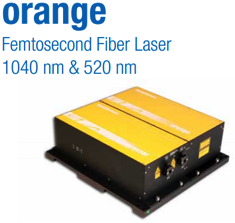 orange
Femtosecond Fiber Laser
1040 nm & 520 nm